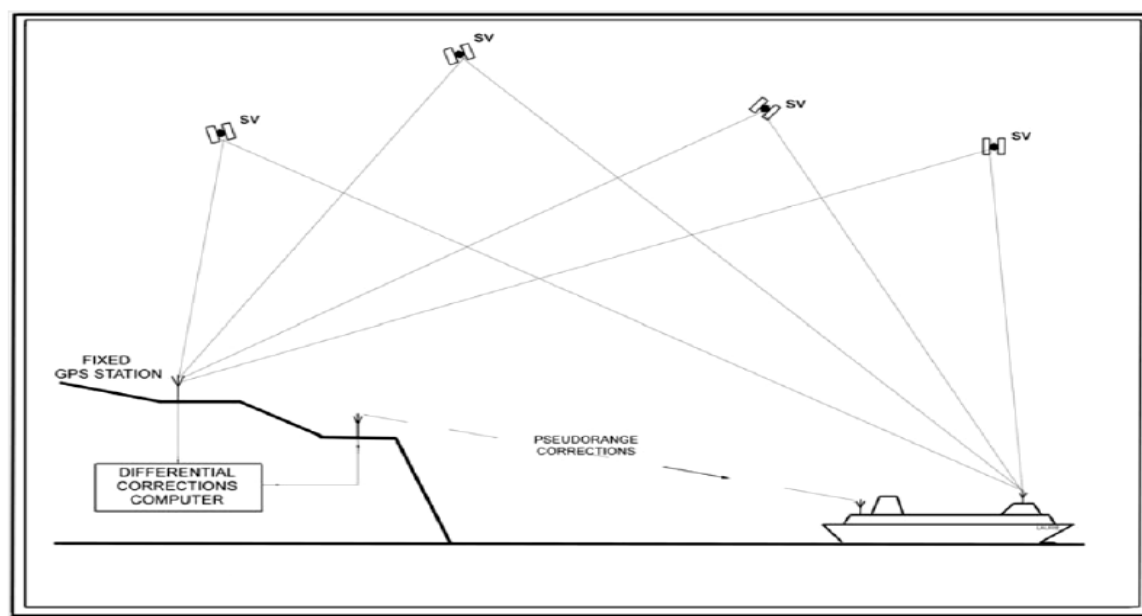 SV
SV
SV
SV
FIXED
GPS STATION
PSEUDORANGE
CORRECTIONS
DIFFERENTIAL
CORRECTIONS
COMPUTER